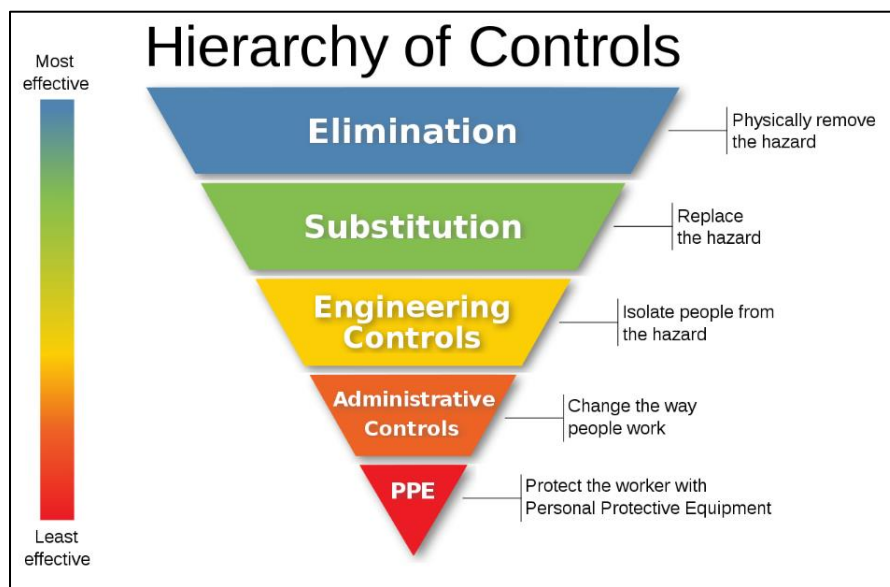 Hierarchy of Controls
Most
effective
Elimination
Physically remove
the hazard
Substitution
Replace
the hazard
Engineering
Controls
Isolate people from
the hazard
Administrative
Controls
Change the way
people work
PPE
Protect the worker with
Personal Protective Equipment
Least
effective